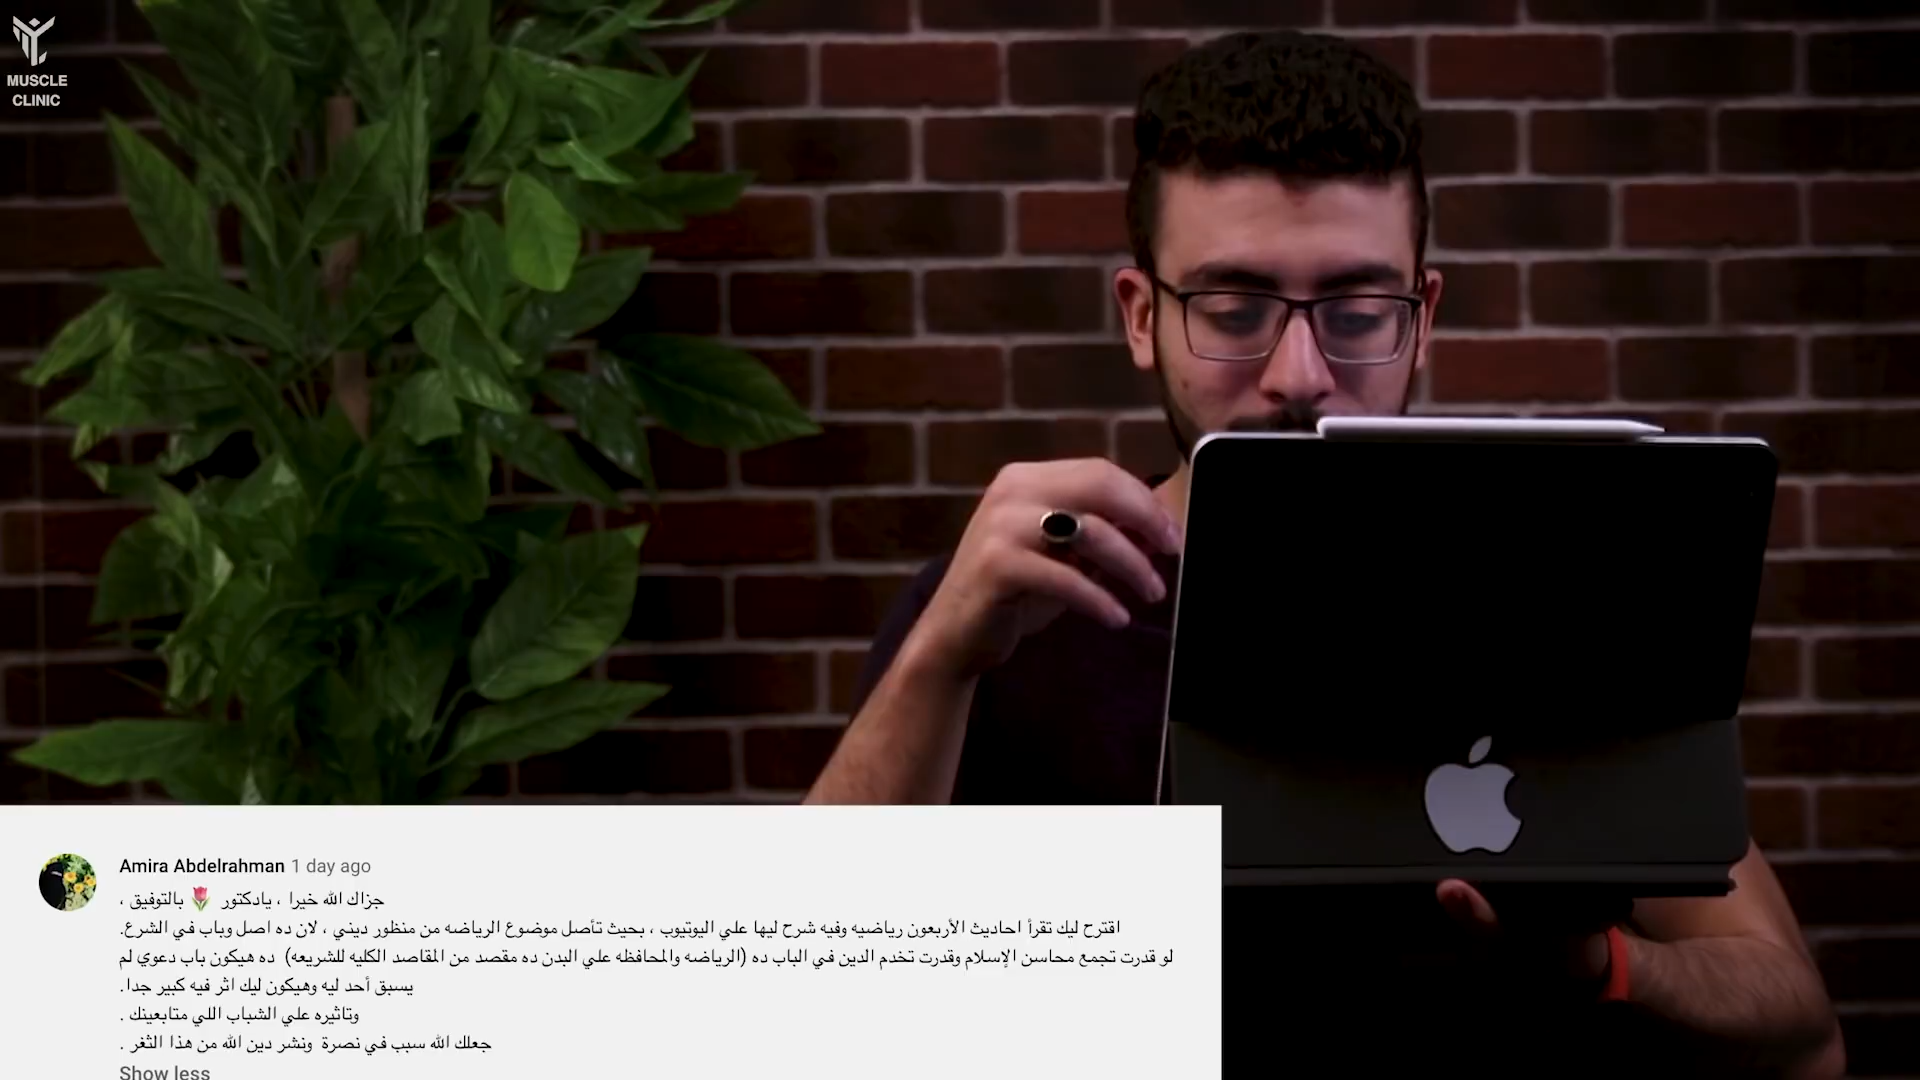 MUSCLE
CLINIC
Amira Abdelrahman 1 day ago
جزاك الله خيرا ، يادكتور 🌷 بالتوفيق ،
اقترح ليك تقرأ احاديث الأربعون رياضيه وفيه شرح ليها علي اليوتيوب ، بحيث تأصل موضوع الرياضه من منظور ديني ، لان ده اصل وباب في الشرع.
لو قدرت تجمع محاسن الإسلام وقدرت تخدم الدين في الباب ده (الرياضه والمحافظه علي البدن ده مقصد من المقاصد الكليه للشريعه) ده هيكون باب دعوي لم
يسبق أحد ليه وهيكون ليك اثر فيه كبير جدا.
وتاثيره علي الشباب اللي متابعينك .
جعلك الله سبب في نصرة ونشر دين الله من هذا الثغر .
Show less